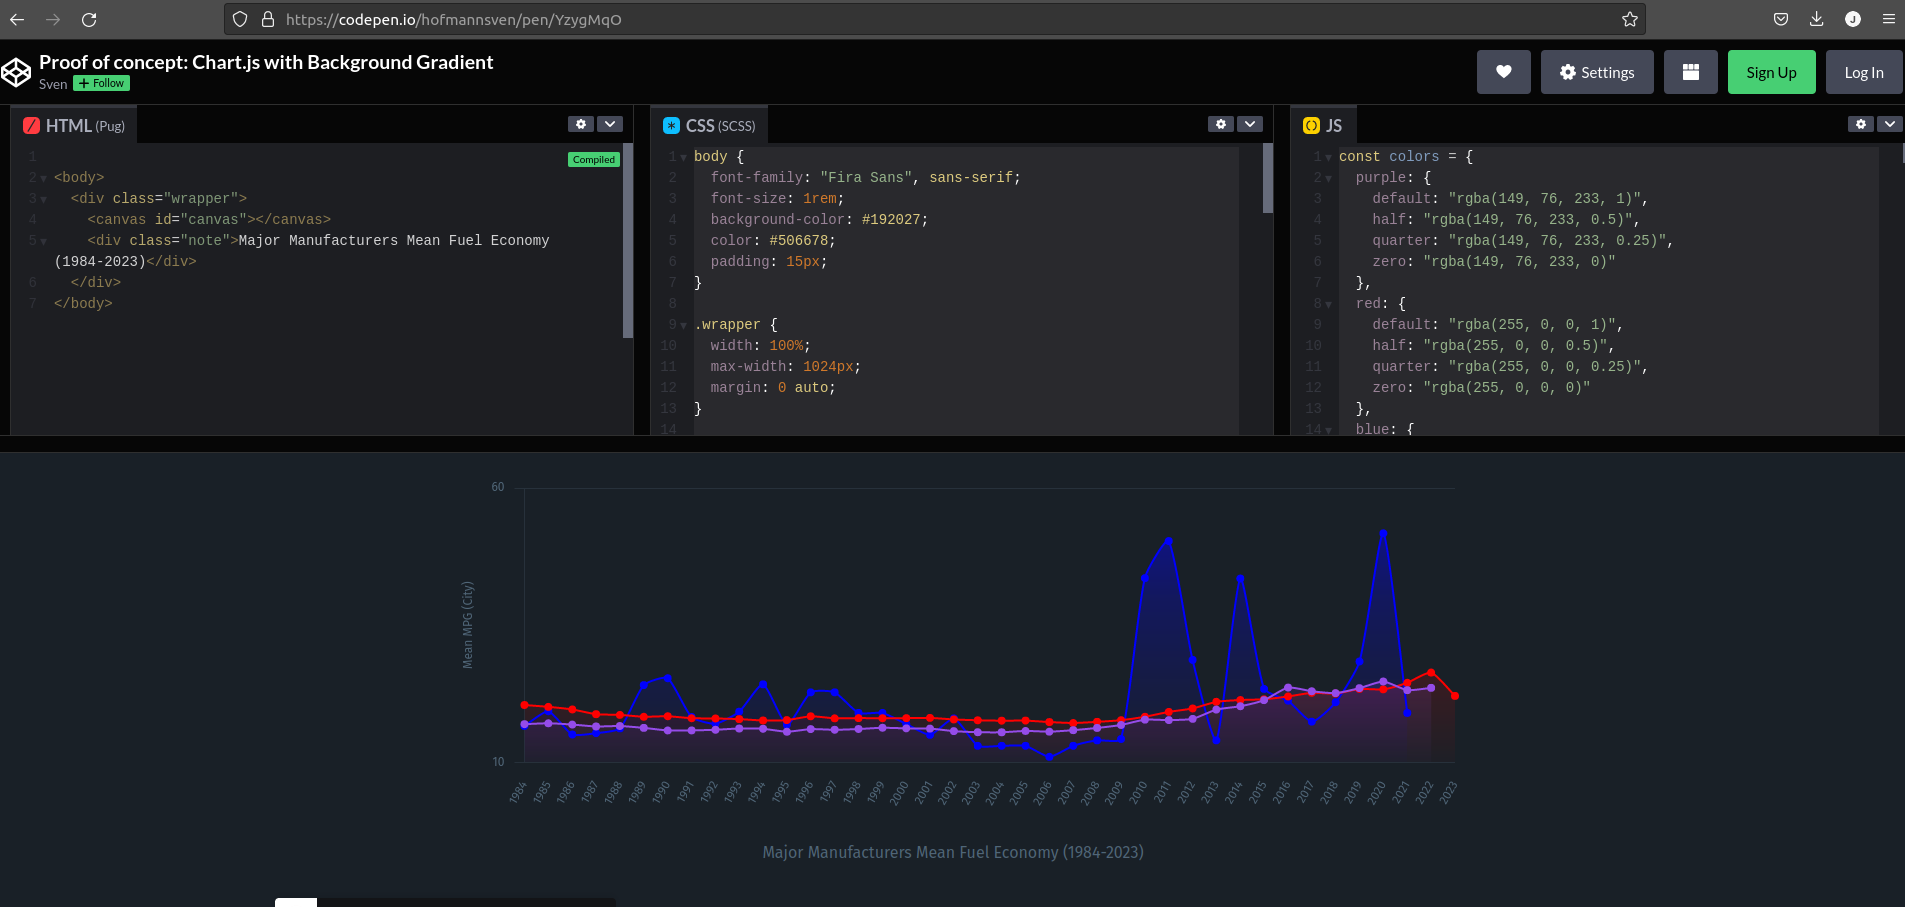 https://codepen.io/hofmannsven/pen/YzygMqO
J
Proof of concept: Chart.js with Background Gradient
Sven + Follow
Settings
Sign Up
Log In
HTML (Pug)
Compiled
1
2 <body>
3 <div class="wrapper">
4 <canvas id="canvas"></canvas>
5 <div class="note">Major Manufacturers Mean Fuel Economy
(1984-2023)</div>
6 </div>
7 </body>
CSS (SCSS)
1 body {
2 font-family: "Fira Sans", sans-serif;
3 font-size: 1rem;
4 background-color: #192027;
5 color: #506678;
6 padding: 15px;
7 }
8
9 .wrapper {
10 width: 100%;
11 max-width: 1024px;
12 margin: 0 auto;
13 }
14
JS
1 const colors = {
2 purple: {
3 default: "rgba(149, 76, 233, 1)",
4 half: "rgba(149, 76, 233, 0.5)",
5 quarter: "rgba(149, 76, 233, 0.25)",
6 zero: "rgba(149, 76, 233, 0)"
7 },
8 red: {
9 default: "rgba(255, 0, 0, 1)",
10 half: "rgba(255, 0, 0, 0.5)",
11 quarter: "rgba(255, 0, 0, 0.25)",
12 zero: "rgba(255, 0, 0, 0)"
13 },
14 blue: {
60
Mean MPG (City)
10
1984 1985 1986 1987 1988 1989 1990 1991 1992 1993 1994 1995 1996 1997 1998 1999 2000 2001 2002 2003 2004 2005 2006 2007 2008 2009 2010 2011 2012 2013 2014 2015 2016 2017 2018 2019 2020 2021 2022 2023
Major Manufacturers Mean Fuel Economy (1984-2023)